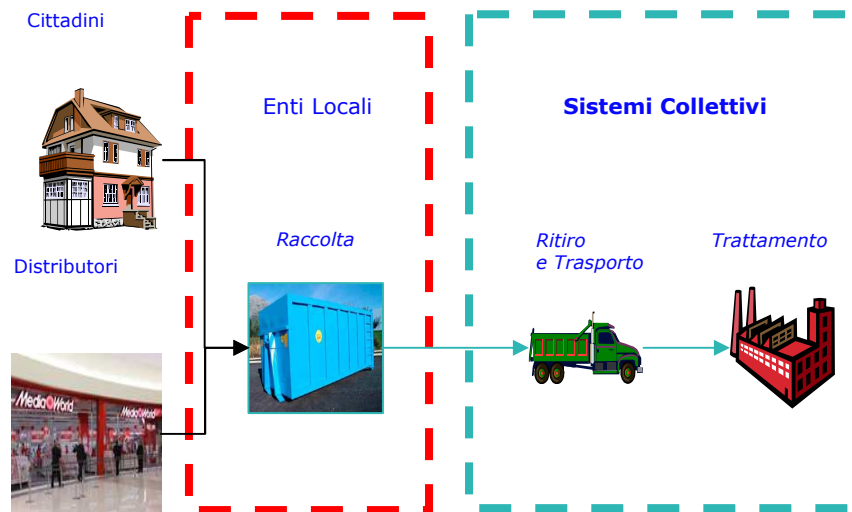 Cittadini
Enti Locali
Sistemi Collettivi
Raccolta
Ritiro
e Trasporto
Trattamento
Distributori
MediaWorld
MediaWorld